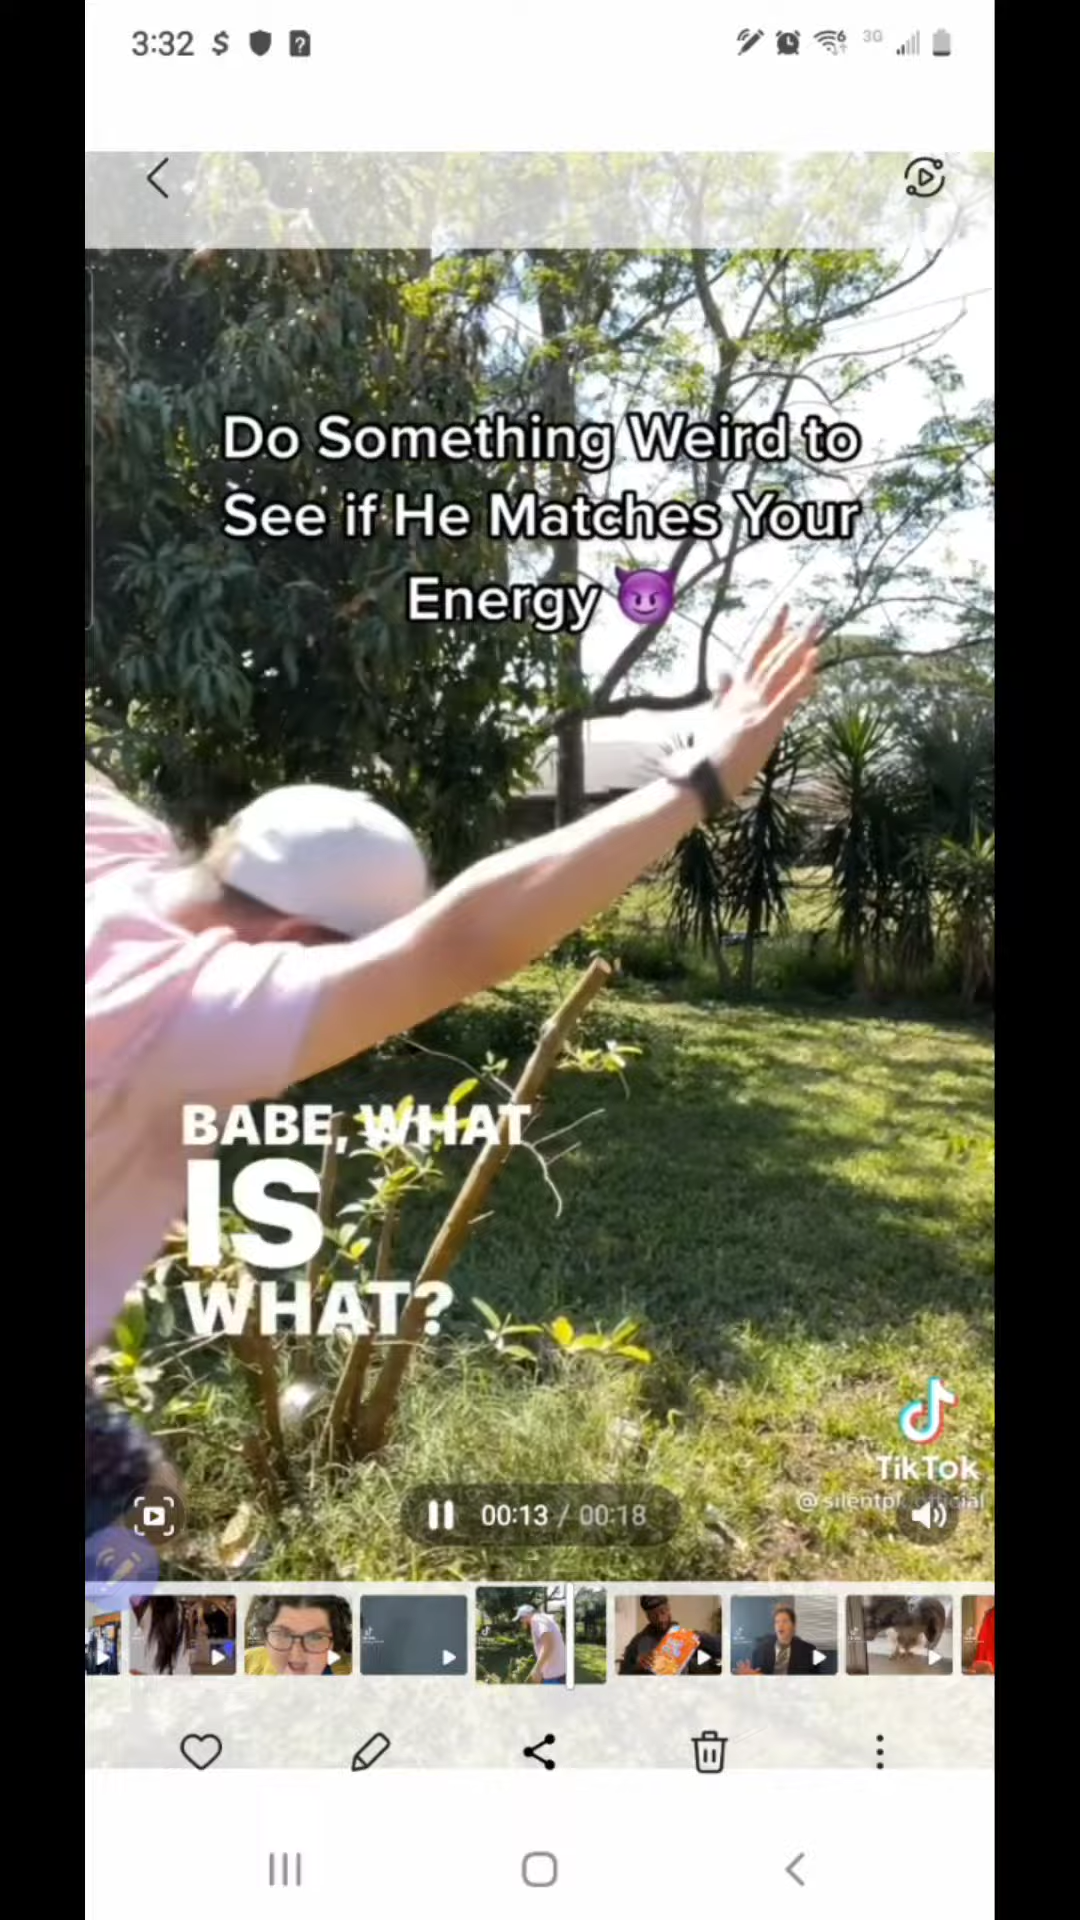 3:32
3G
Do Something Weird to
See if He Matches Your
Energy 😈
BABE, WHAT
IS
WHAT?
TikTok
00:13 / 00:18